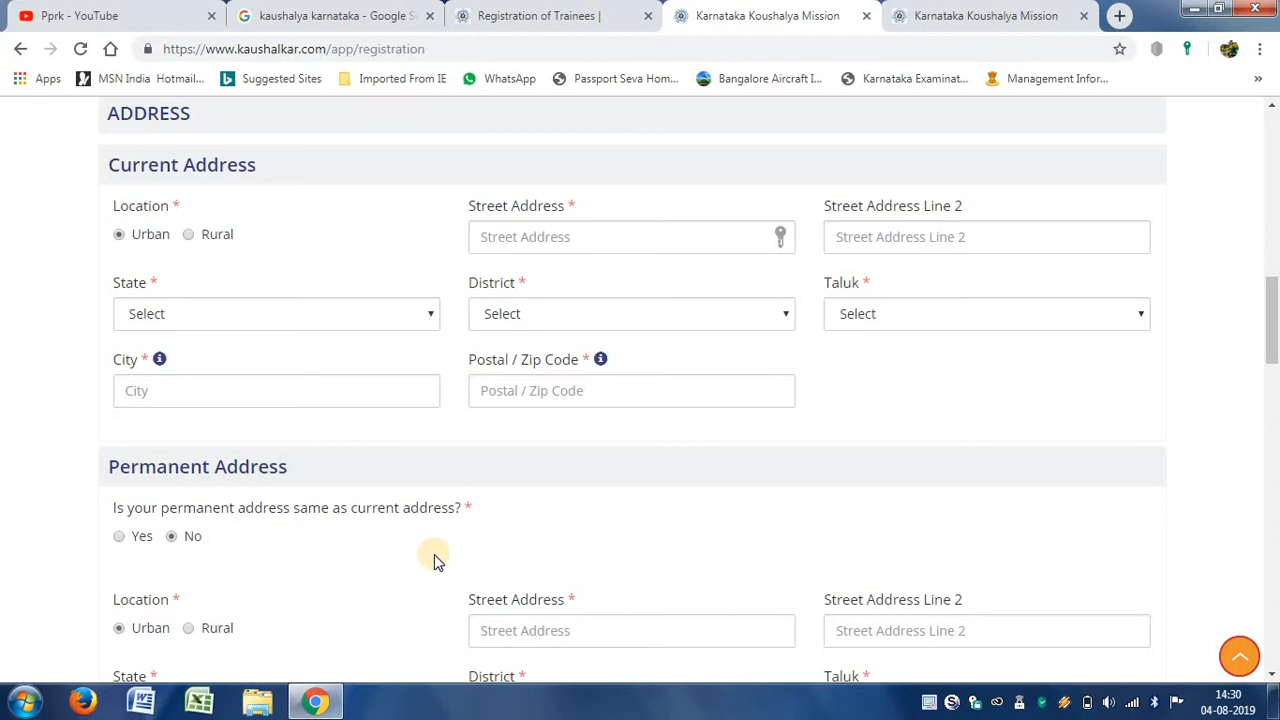 Pprk - YouTube
kaushalya karnataka - Google S
Registration of Trainees |
Karnataka Koushalya Mission
Karnataka Koushalya Mission
https://www.kaushalkar.com/app/registration
Apps
MSN India Hotmail...
Suggested Sites
Imported From IE
WhatsApp
Passport Seva Hom...
Bangalore Aircraft I...
Karnataka Examinat...
Management Infor...
»
ADDRESS
Current Address
Location *
Street Address *
Street Address Line 2
Urban Rural
Street Address
Street Address Line 2
State *
District *
Taluk *
Select
Select
Select
City *
Postal / Zip Code *
City
Postal / Zip Code
Permanent Address
Is your permanent address same as current address? *
Yes No
Location *
Street Address *
Street Address Line 2
Urban Rural
Street Address
Street Address Line 2
State *
District *
Taluk *
14:30
04-08-2019